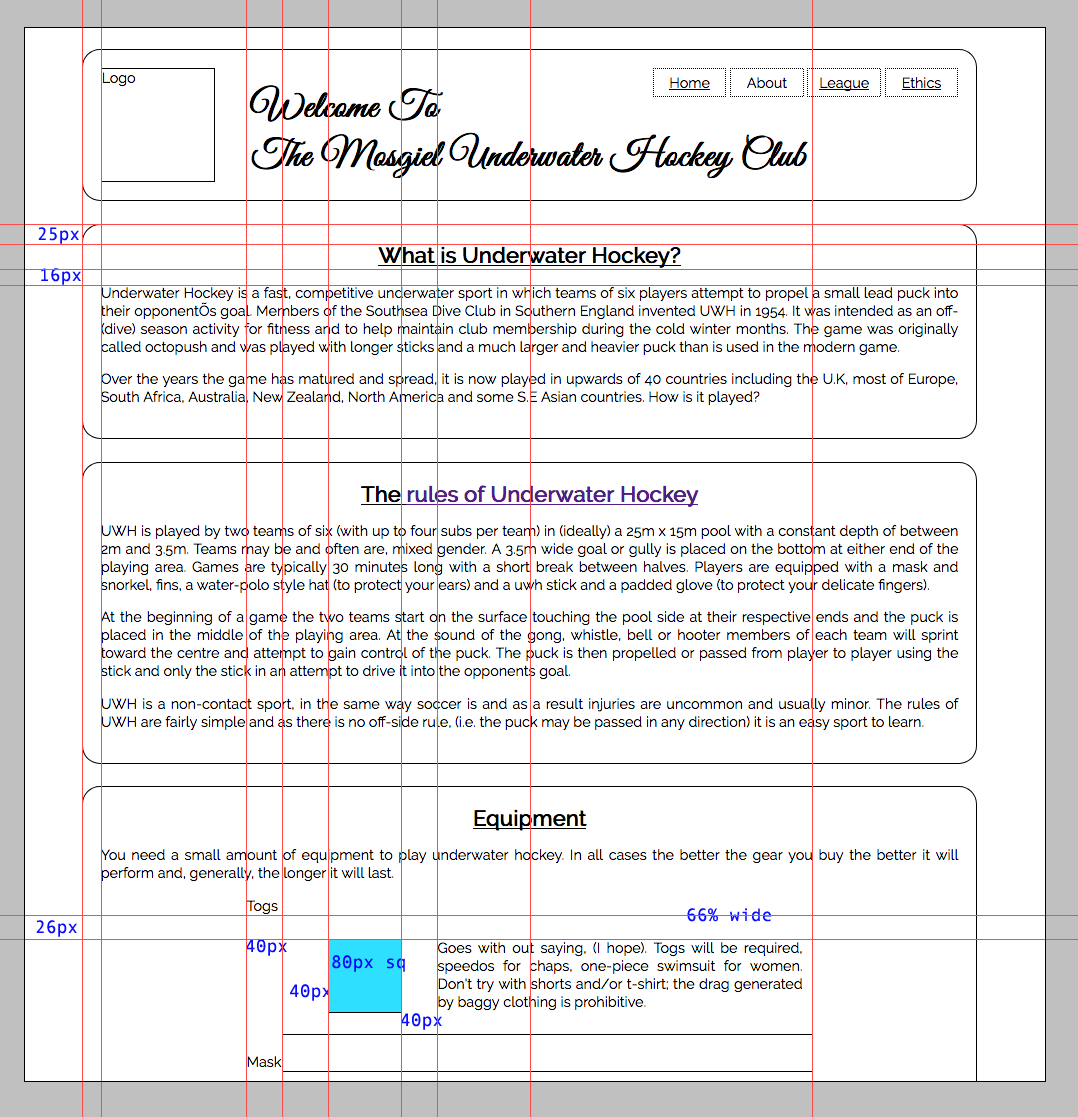 Logo
Home About League Ethics
Welcome To
The Mosgiel Underwater Hockey Club
25px
What is Underwater Hockey?
16px
Underwater Hockey is a fast, competitive underwater sport in which teams of six players attempt to propel a small lead puck into
their opponentÕs goal. Members of the Southsea Dive Club in Southern England invented UWH in 1954. It was intended as an off-
(dive) season activity for fitness and to help maintain club membership during the cold winter months. The game was originally
called octopush and was played with longer sticks and a much larger and heavier puck than is used in the modern game.
Over the years the game has matured and spread, it is now played in upwards of 40 countries including the U.K, most of Europe,
South Africa, Australia, New Zealand, North America and some S.E Asian countries. How is it played?
The rules of Underwater Hockey
UWH is played by two teams of six (with up to four subs per team) in (ideally) a 25m x 15m pool with a constant depth of between
2m and 3.5m. Teams may be and often are, mixed gender. A 3.5m wide goal or gully is placed on the bottom at either end of the
playing area. Games are typically 30 minutes long with a short break between halves. Players are equipped with a mask and
snorkel, fins, a water-polo style hat (to protect your ears) and a uwh stick and a padded glove (to protect your delicate fingers).
At the beginning of a game the two teams start on the surface touching the pool side at their respective ends and the puck is
placed in the middle of the playing area. At the sound of the gong, whistle, bell or hooter members of each team will sprint
toward the centre and attempt to gain control of the puck. The puck is then propelled or passed from player to player using the
stick and only the stick in an attempt to drive it into the opponents goal.
UWH is a non-contact sport, in the same way soccer is and as a result injuries are uncommon and usually minor. The rules of
UWH are fairly simple and as there is no off-side rule, (i.e. the puck may be passed in any direction) it is an easy sport to learn.
Equipment
You need a small amount of equipment to play underwater hockey. In all cases the better the gear you buy the better it will
perform and, generally, the longer it will last.
Togs
66% wide
26px
40px
80px sq
40px
40px
Goes with out saying, (I hope). Togs will be required,
speedos for chaps, one-piece swimsuit for women.
Don't try with shorts and/or t-shirt; the drag generated
by baggy clothing is prohibitive.
Mask